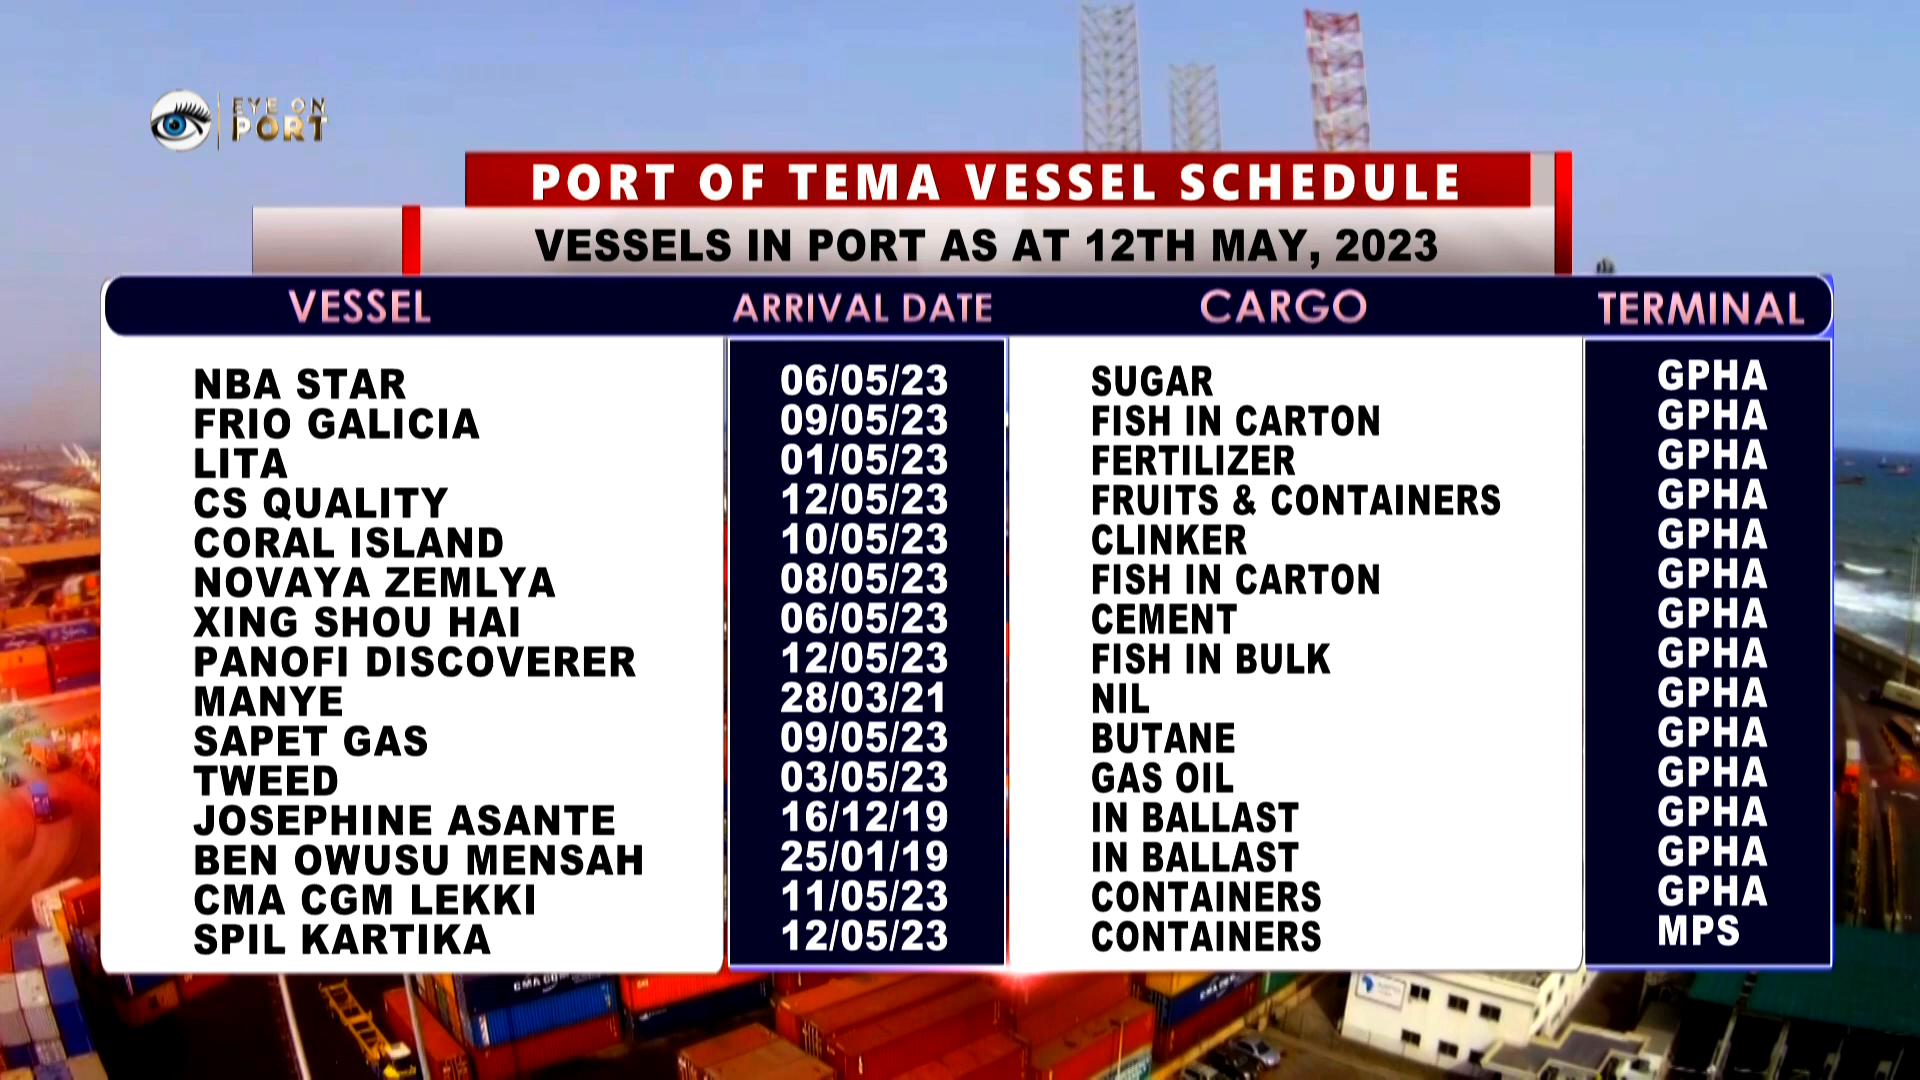 EYE ON
PORT
PORT OF TEMA VESSEL SCHEDULE
VESSELS IN PORT AS AT 12TH MAY, 2023
VESSEL ARRIVAL DATE CARGO TERMINAL
NBA STAR 06/05/23 SUGAR GPHA
FRIO GALICIA 09/05/23 FISH IN CARTON GPHA
LITA 01/05/23 FERTILIZER GPHA
CS QUALITY 12/05/23 FRUITS & CONTAINERS GPHA
CORAL ISLAND 10/05/23 CLINKER GPHA
NOVAYA ZEMLYA 08/05/23 FISH IN CARTON GPHA
XING SHOU HAI 06/05/23 CEMENT GPHA
PANOFI DISCOVERER 12/05/23 FISH IN BULK GPHA
MANYE 28/03/21 NIL GPHA
SAPET GAS 09/05/23 BUTANE GPHA
TWEED 03/05/23 GAS OIL GPHA
JOSEPHINE ASANTE 16/12/19 IN BALLAST GPHA
BEN OWUSU MENSAH 25/01/19 IN BALLAST GPHA
CMA CGM LEKKI 11/05/23 CONTAINERS GPHA
SPIL KARTIKA 12/05/23 CONTAINERS MPS